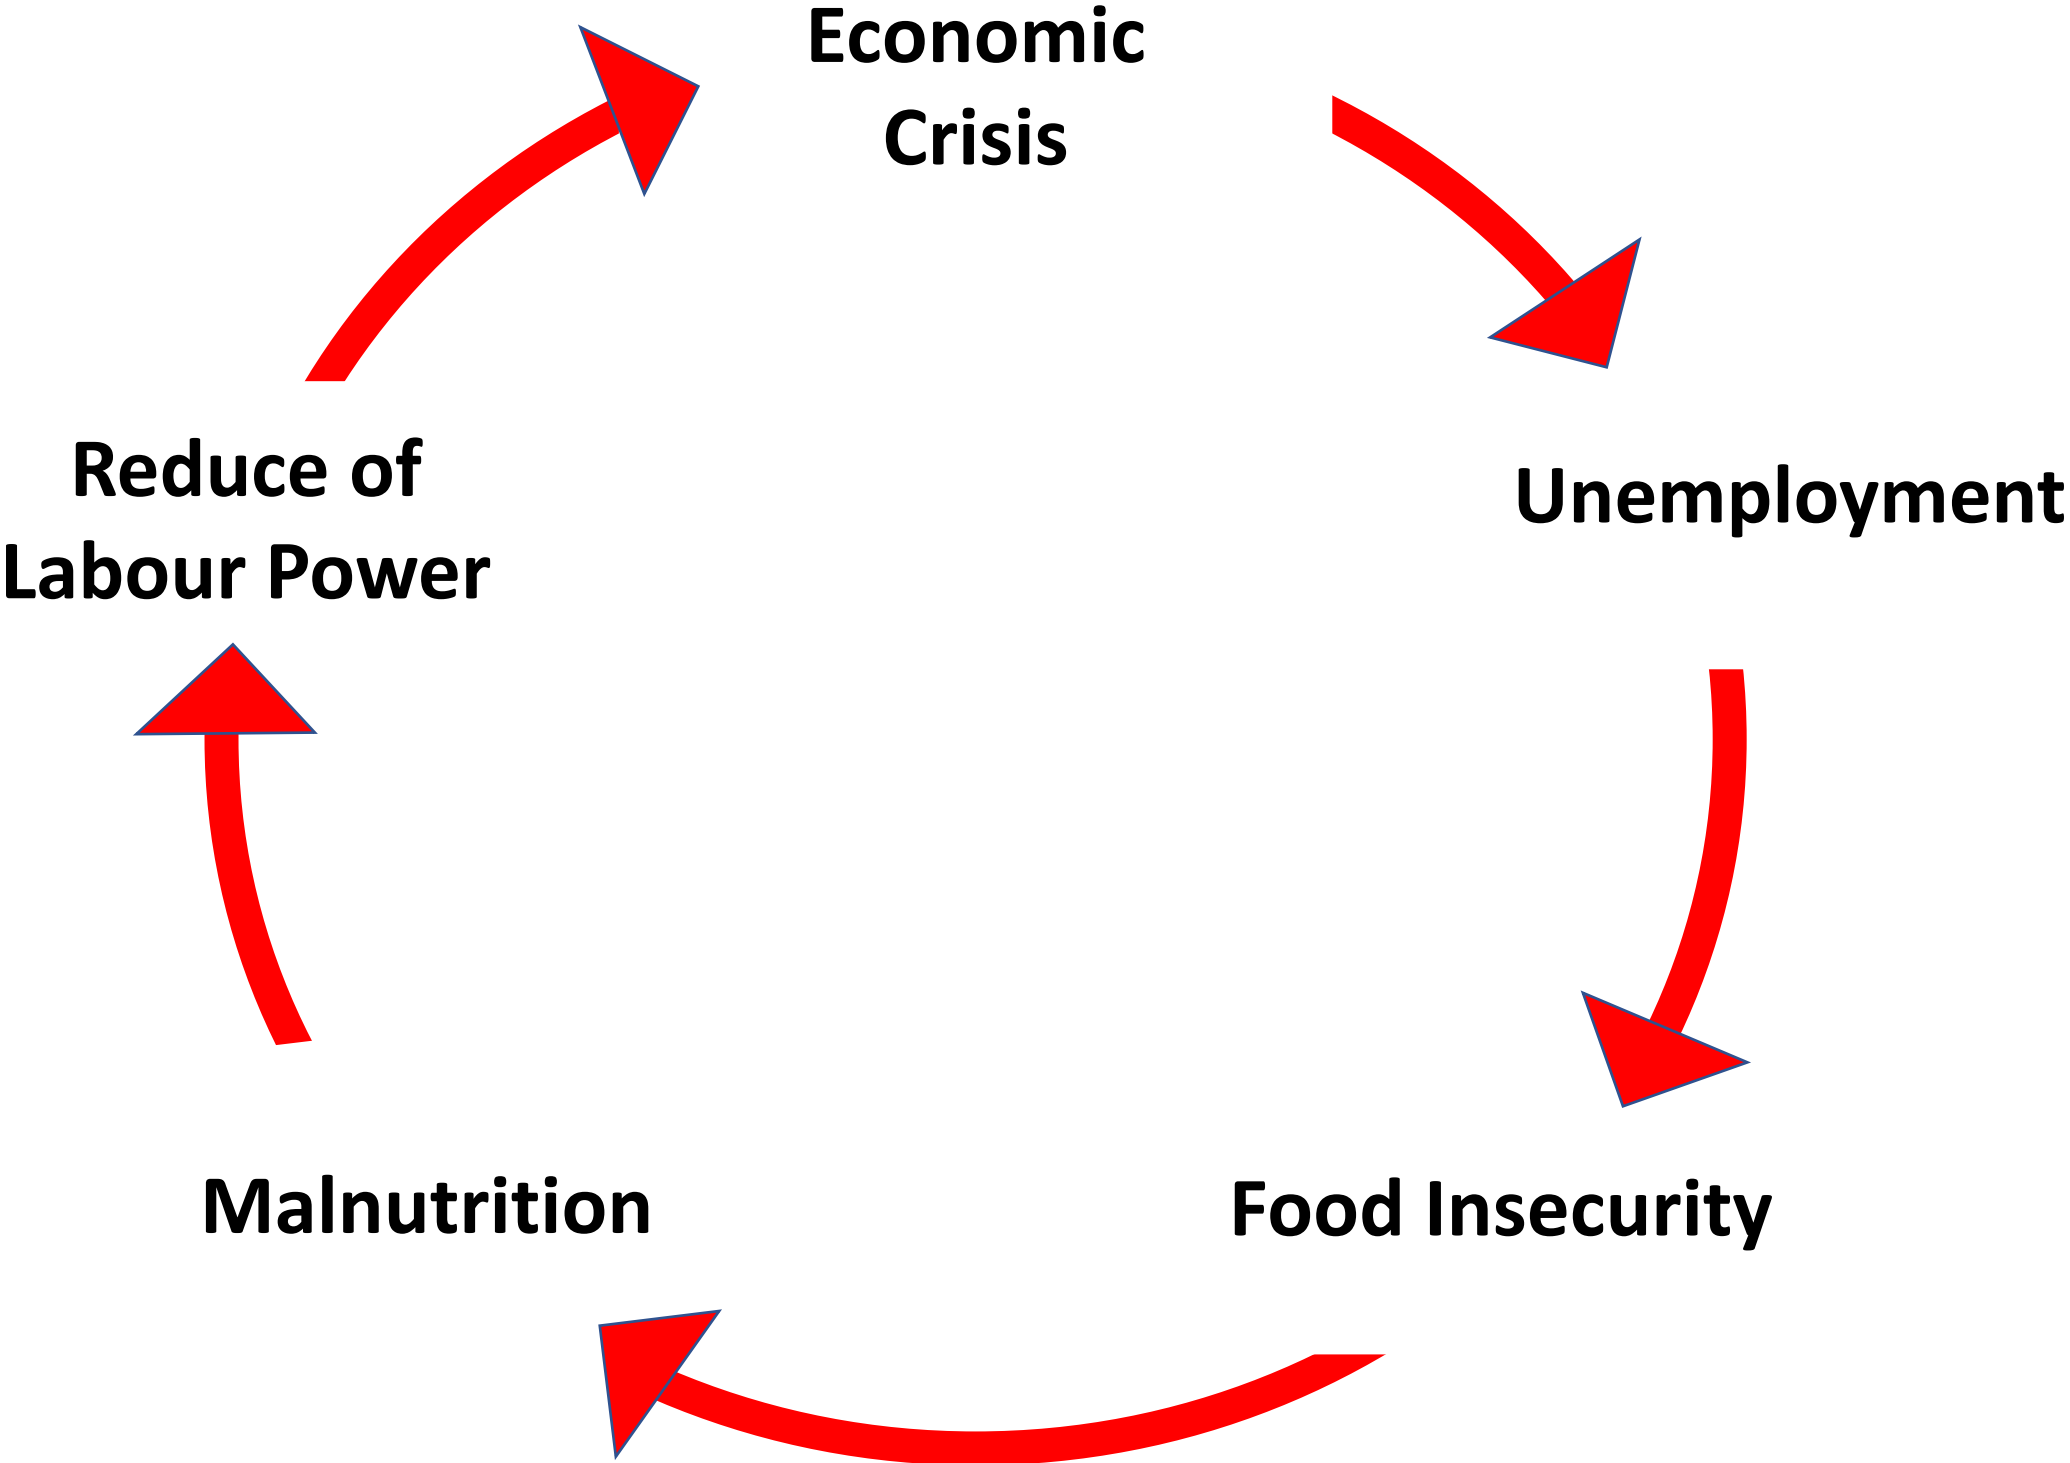 Economic
Crisis
Unemployment
Food Insecurity
Malnutrition
Reduce of
Labour Power